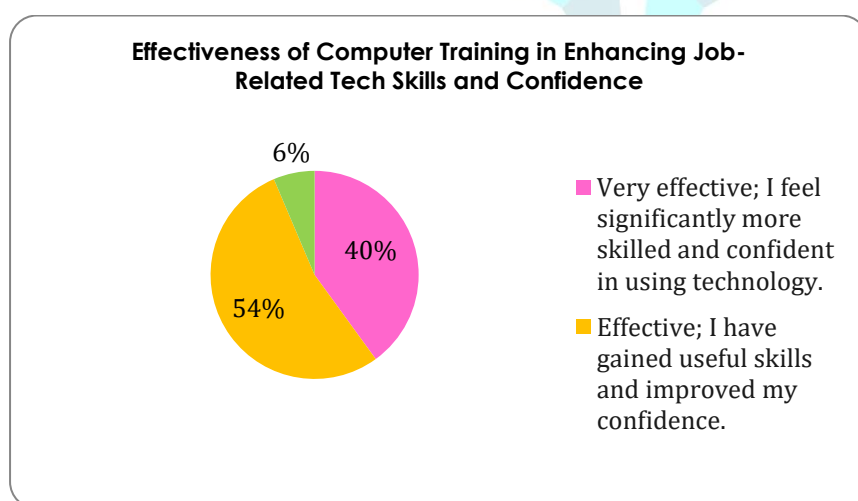 Effectiveness of Computer Training in Enhancing Job-
Related Tech Skills and Confidence
6%
40%
54%
Very effective; I feel
significantly more
skilled and confident
in using technology.
Effective; I have
gained useful skills
and improved my
confidence.